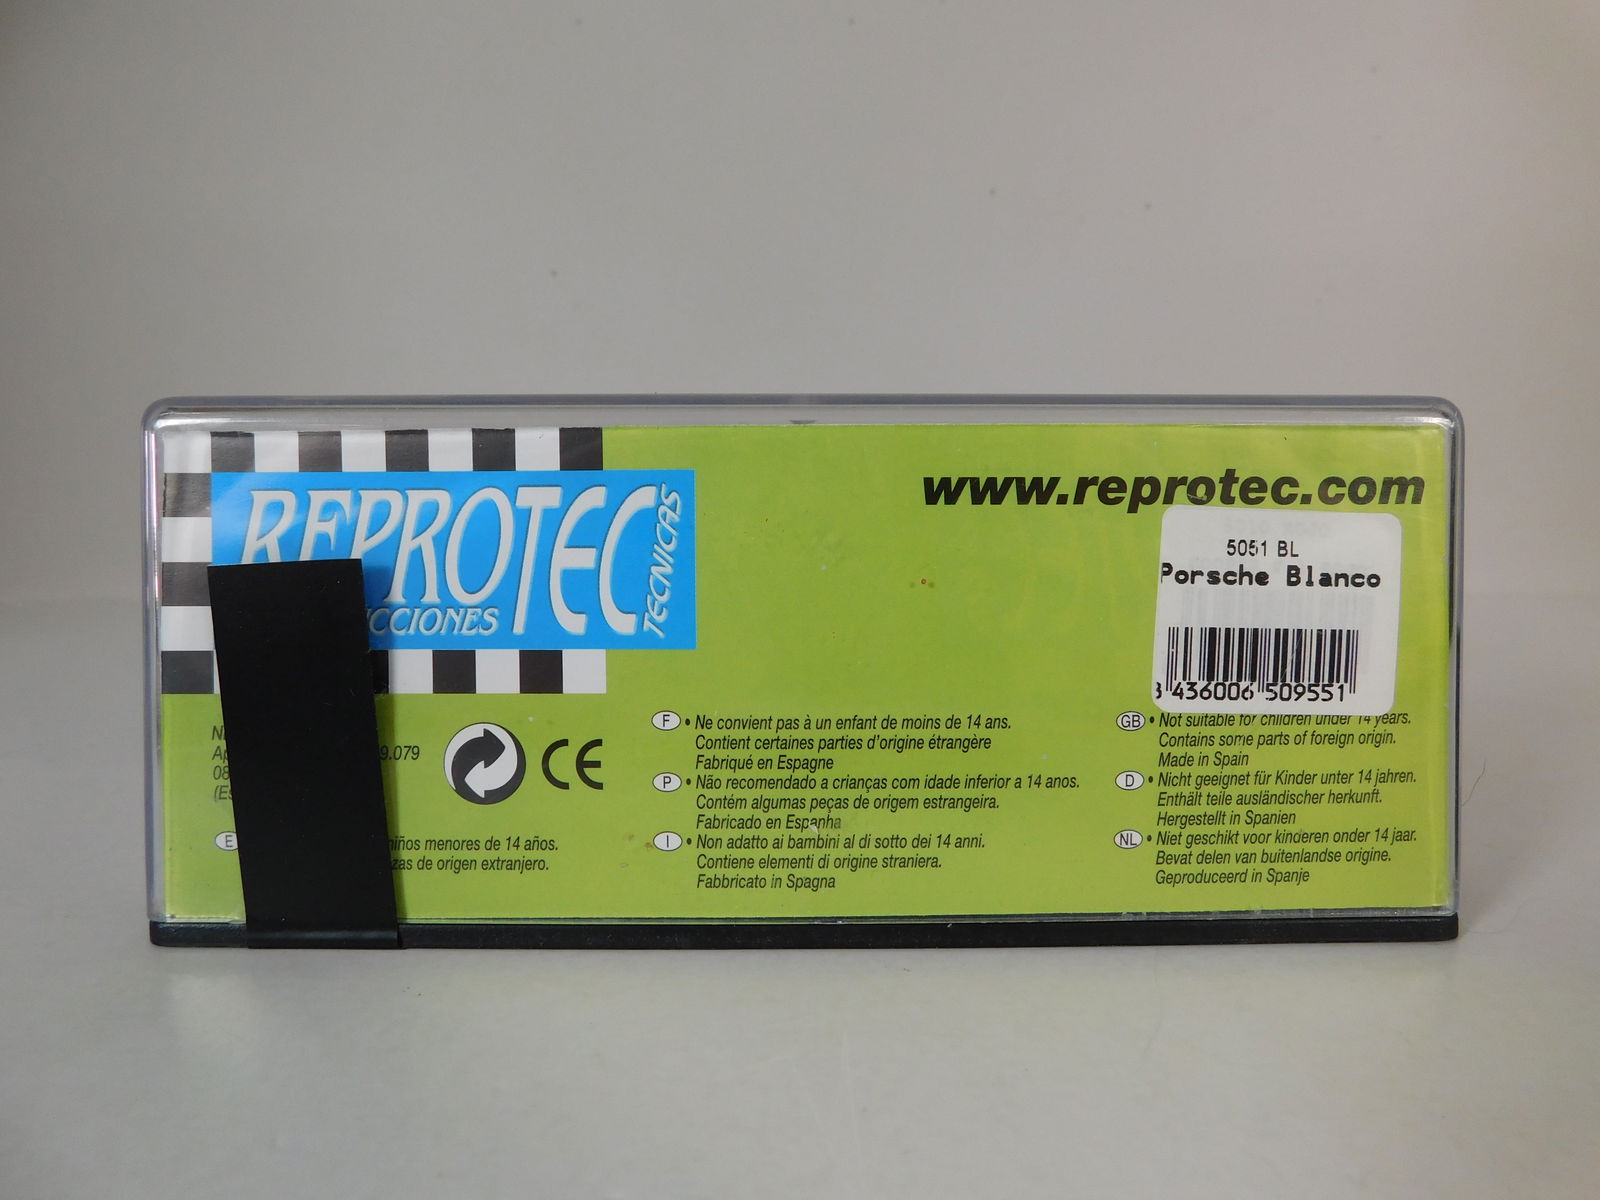 REPROTEC
TECNICAS
www.reprotec.com
5051 BL
Porsche Blanco
436006 509551
F • Ne convient pas à un enfant de moins de 14 ans.
Contient certaines parties d'origine étrangère
Fabriqué en Espagne
P • Não recomendado a crianças com idade inferior a 14 anos.
Contém algumas peças de origem estrangeira.
Fabricado en Espanha
I • Non adatto ai bambini al di sotto dei 14 anni.
Contiene elementi di origine straniera.
Fabbricato in Spagna
GB • Not suitable for children under 14 years.
Contains some parts of foreign origin.
Made in Spain
D • Nicht geeignet für Kinder unter 14 jahren.
Enthält teile ausländischer herkunft.
Hergestellt in Spanien
NL • Niet geschikt voor kinderen onder 14 jaar.
Bevat delen van buitenlandse origine.
Geproduceerd in Spanje
9.079
CE
E
menores de 14 años.
de origen extranjero.